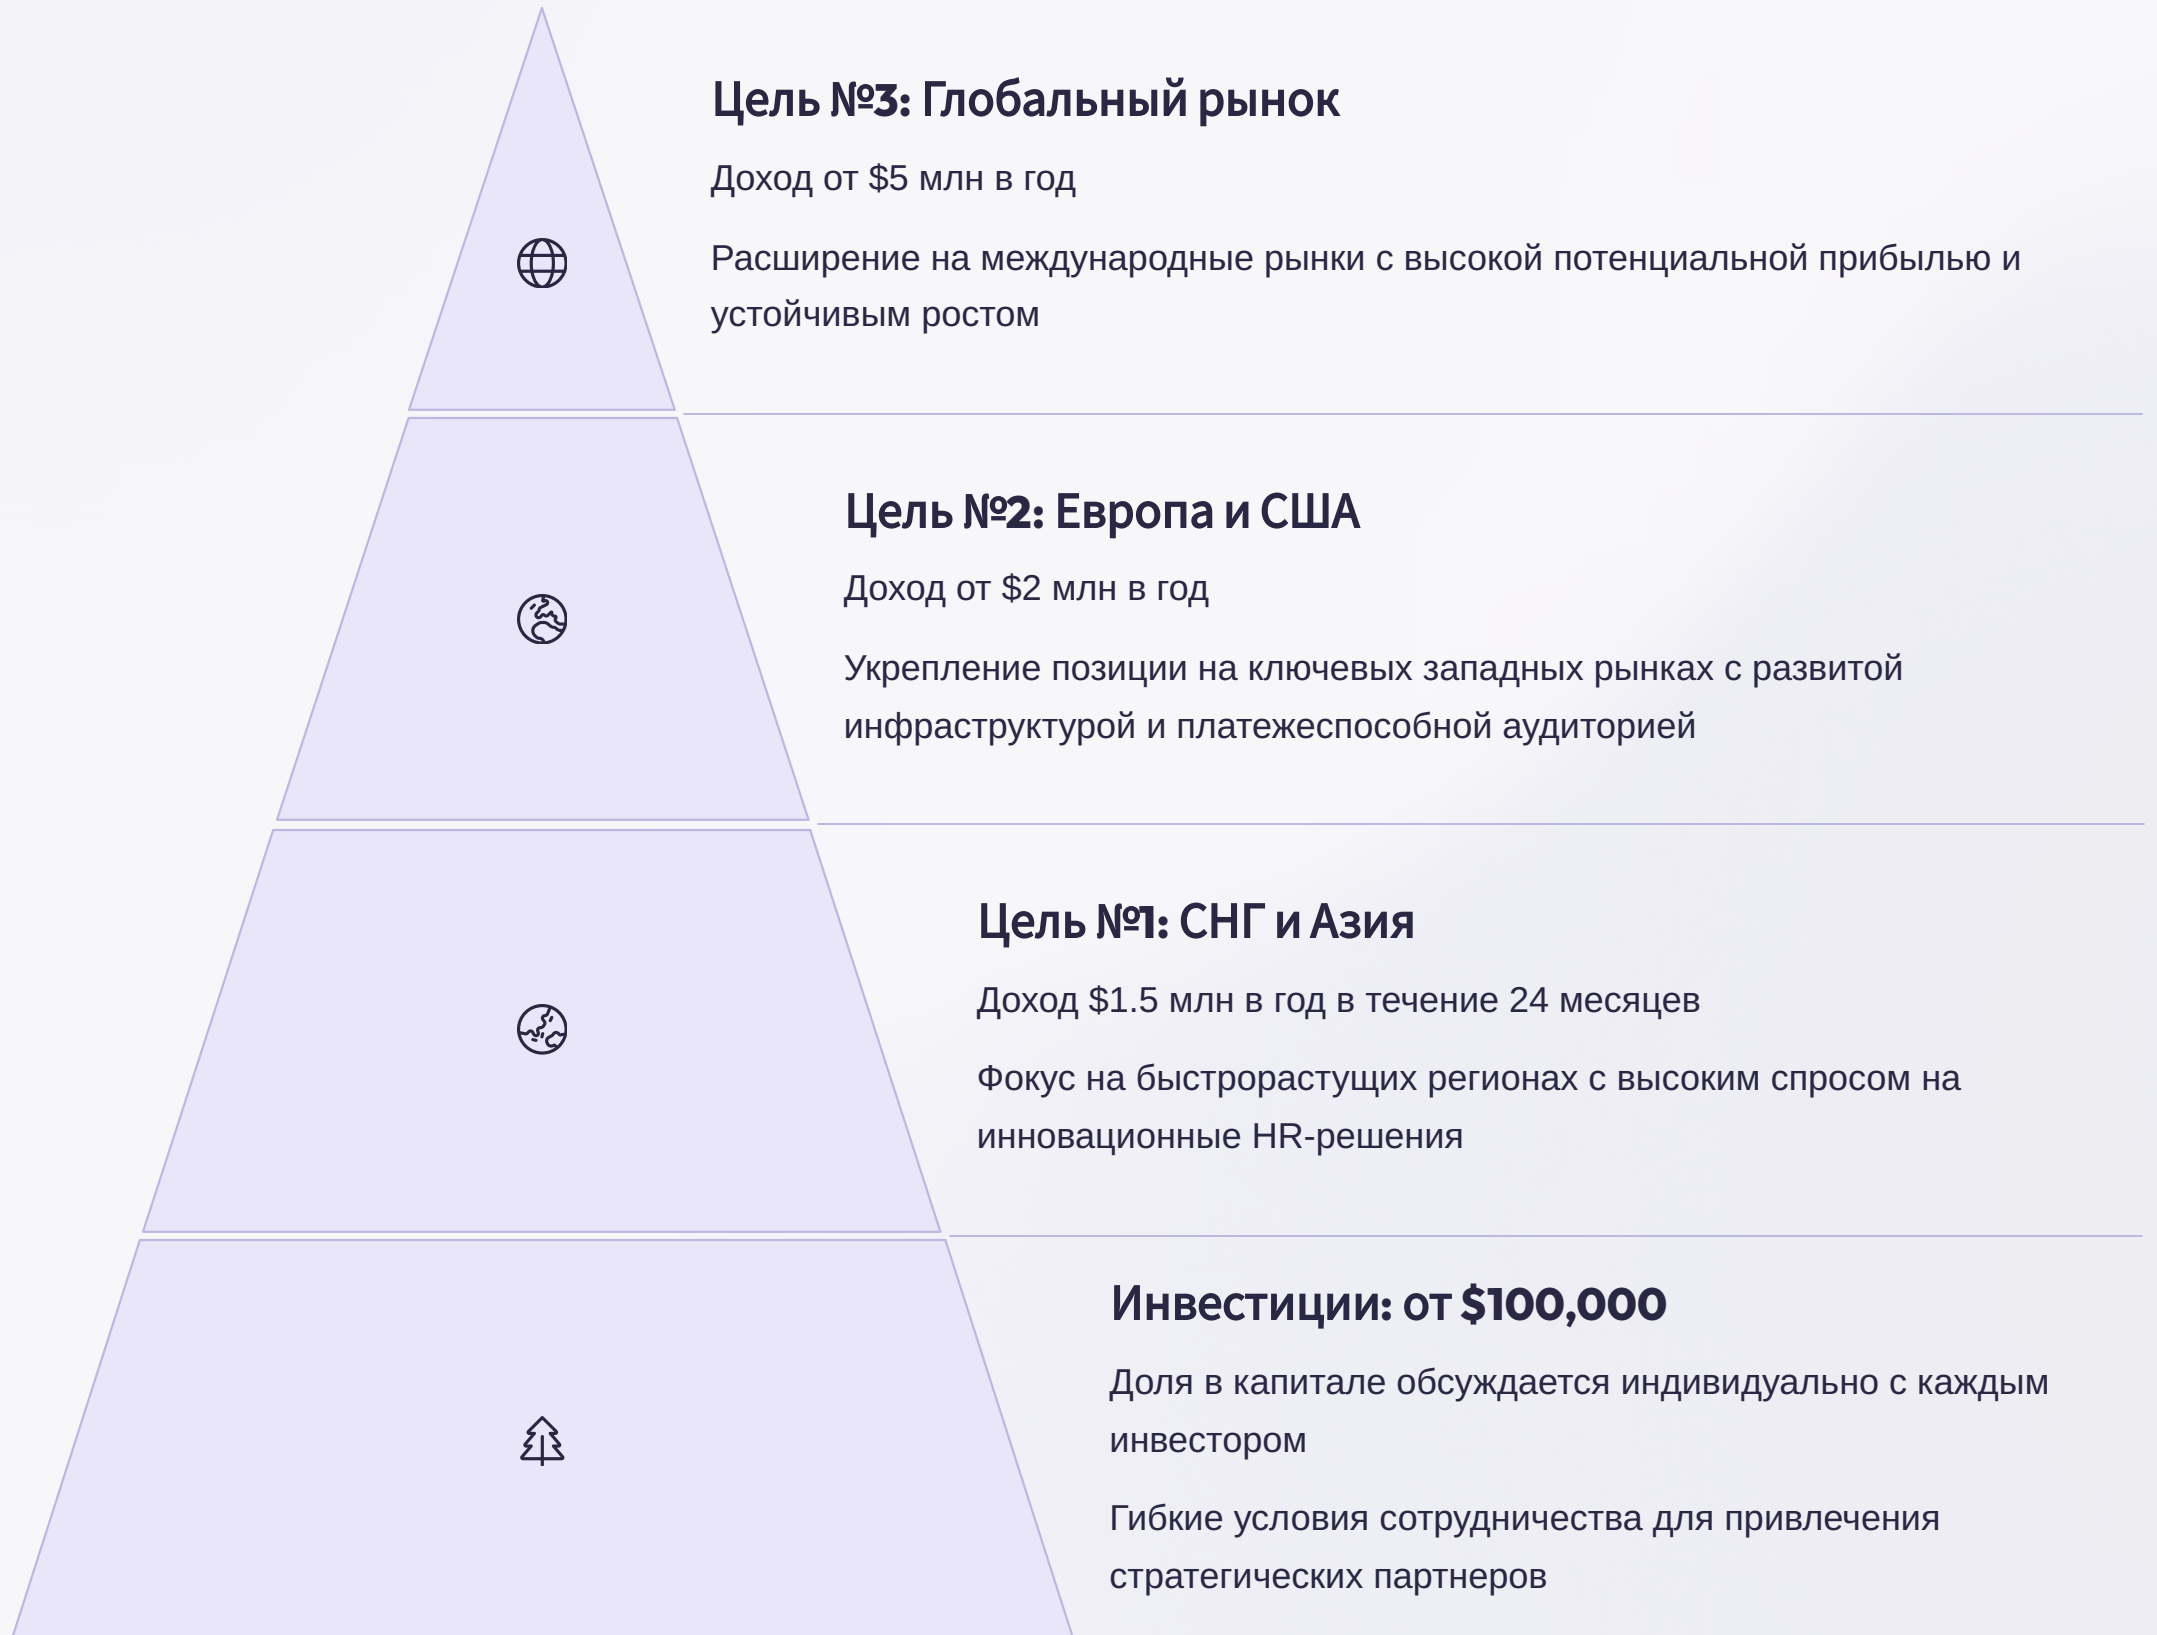 Цель №3: Глобальный рынок
Доход от $5 млн в год
Расширение на международные рынки с высокой потенциальной прибылью и
устойчивым ростом
Цель №2: Европа и США
Доход от $2 млн в год
Укрепление позиции на ключевых западных рынках с развитой
инфраструктурой и платежеспособной аудиторией
Цель №1: СНГ и Азия
Доход $1.5 млн в год в течение 24 месяцев
Фокус на быстрорастущих регионах с высоким спросом на
инновационные HR-решения
Инвестиции: от $100,000
Доля в капитале обсуждается индивидуально с каждым
инвестором
Гибкие условия сотрудничества для привлечения
стратегических партнеров